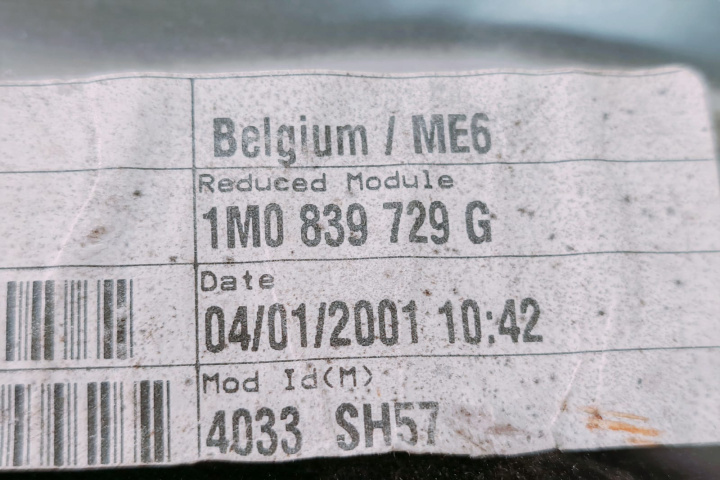 Belgium / ME6
Reduced Module
1M0 839 729 G
Date
04/01/2001 10:42
Mod Id(M)
4033 SH57